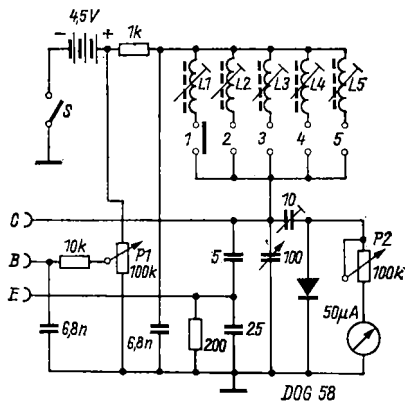 4,5V
- +
1k
S
L1 L2 L3 L4 L5
1 2 3 4 5
C
10
P2
10k
P1
5
100
100k
B
100k
E
50µA
6,8n
6,8n
200
25
DOG 58